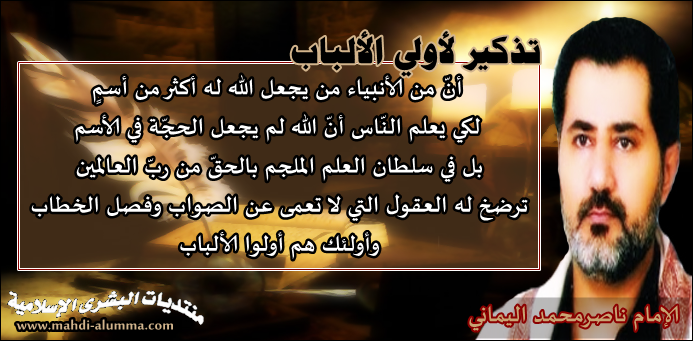 تذكير لأولي الألباب
أنّ من الأنبياء من يجعل الله له أكثر من أسمٍ
لكي يعلم النّاس أنّ الله لم يجعل الحجّة في الأسم
بل في سلطان العلم الملجم بالحقّ من ربّ العالمين
ترضخ له العقول التي لا تعمى عن الصواب وفصل الخطاب
وأولئك هم أولوا الألباب
منتديات البشرى الإسلامية
www.mahdi-alumma.com
الإمام ناصرمحمد اليماني